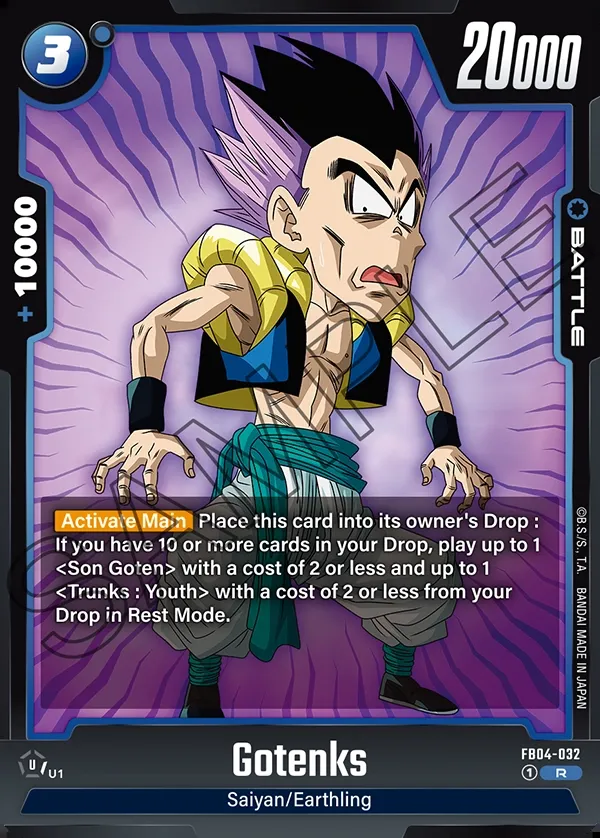 3
20000
+10000
BATTLE
SAMPLE
Activate Main Place this card into its owner's Drop :
If you have 10 or more cards in your Drop, play up to 1
<Son Goten> with a cost of 2 or less and up to 1
<Trunks : Youth> with a cost of 2 or less from your
Drop in Rest Mode.
©B.S./S., T.A. BANDAI MADE IN JAPAN
U/U1
Gotenks
FB04-032
1 R
Saiyan/Earthling